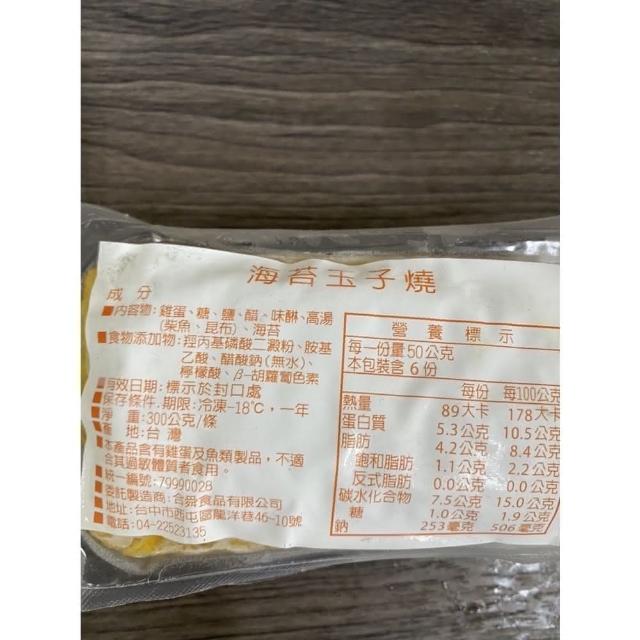 海苔玉子燒
成分
■內容物:雞蛋、糖、鹽、醋、味醂、高湯
(柴魚、昆布)、海苔
■食物添加物:羥丙基磷酸二澱粉、胺基
乙酸、醋酸鈉(無水)、
檸檬酸、β-胡蘿蔔色素
■有效日期:標示於封口處
■保存條件.期限:冷凍-18℃,一年
■淨 重:300公克/條
■產 地:台灣
■本產品含有雞蛋及魚類製品,不適
合其過敏體質者食用。
■統一編號:79990028
■委託製造商:合燊食品有限公司
■地址:台中市西屯區龍洋巷46-10號
■電話:04-22523135
營養標示
每一份量50公克
本包裝含6份
每份 每100公克
熱量 89大卡 178大卡
蛋白質 5.3公克 10.5公克
脂肪 4.2公克 8.4公克
飽和脂肪 1.1公克 2.2公克
反式脂肪 0.0公克 0.0公克
碳水化合物 7.5公克 15.0公克
糖 1.0公克 1.9公克
鈉 253毫克 506毫克